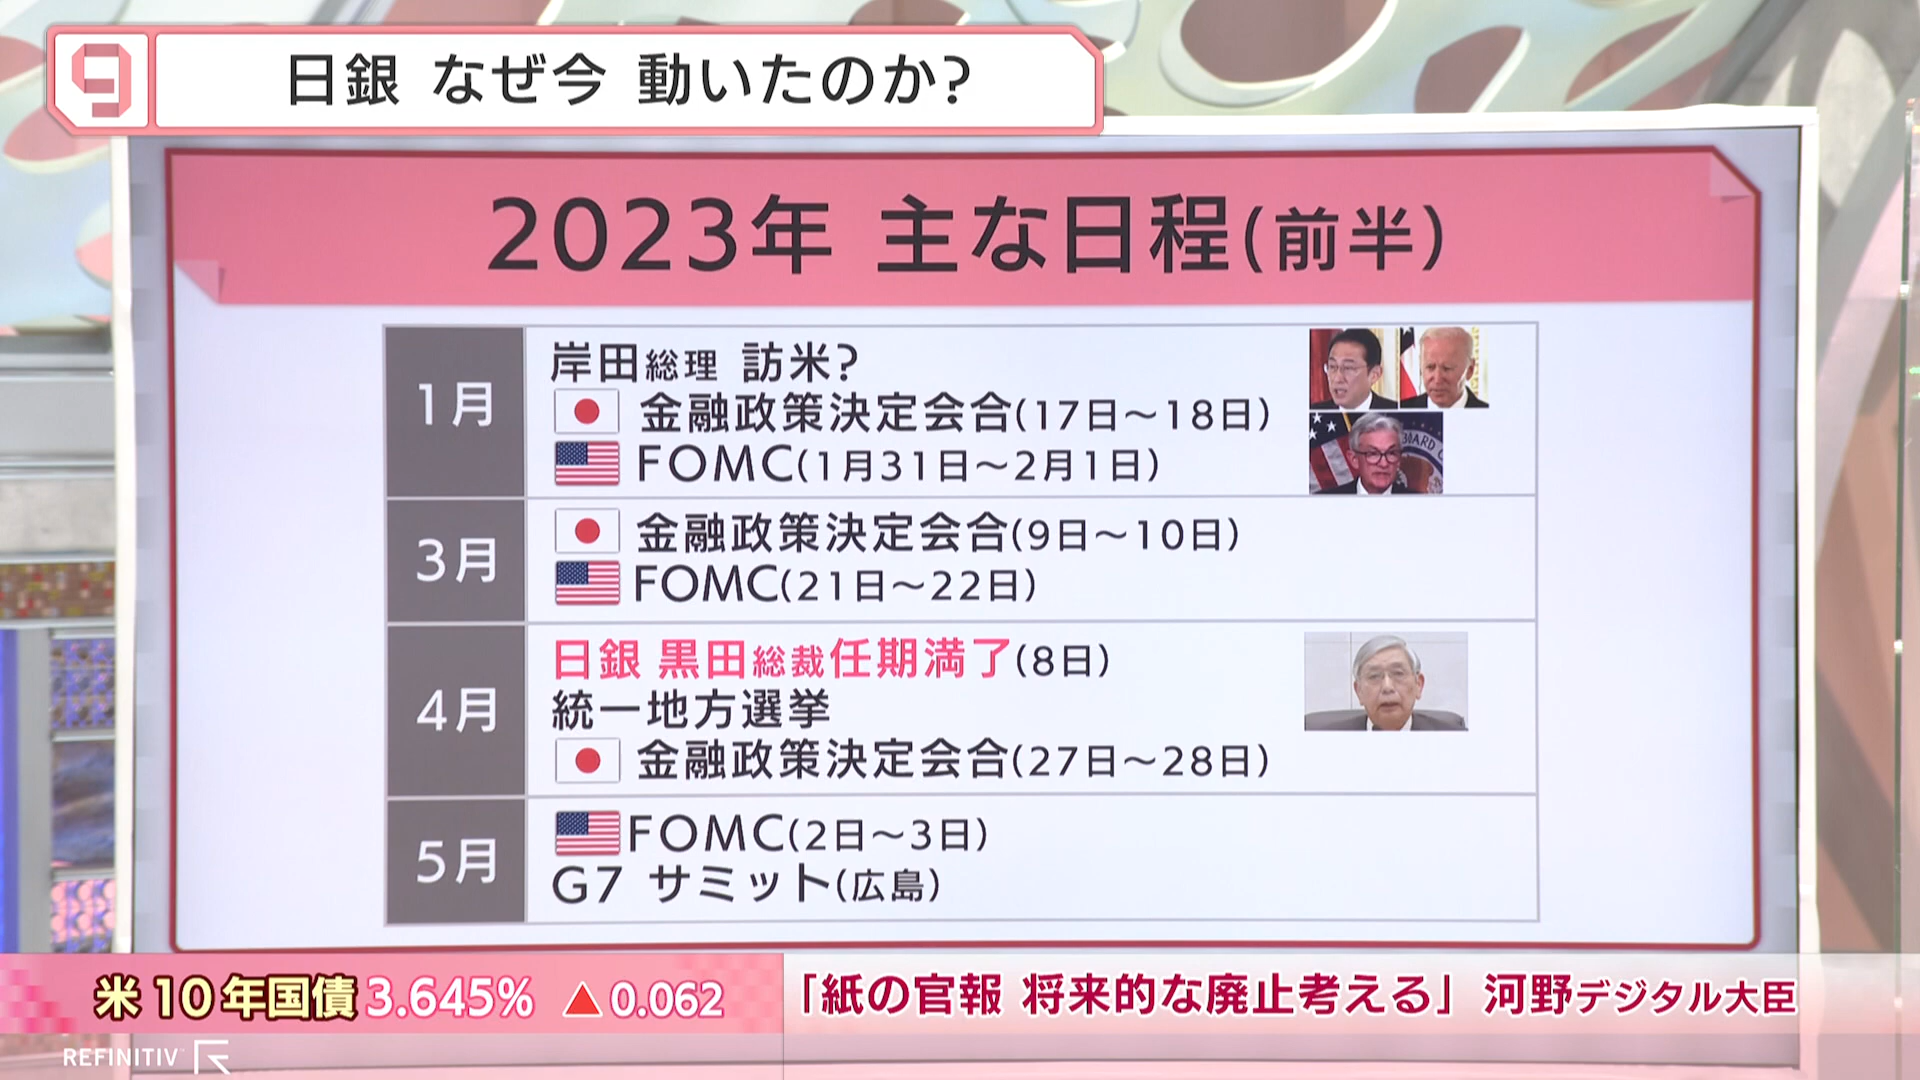 9
日銀 なぜ今 動いたのか?
2023年 主な日程(前半)
1月
岸田総理 訪米?
金融政策決定会合(17日～18日)
FOMC(1月31日～2月1日)
3月
金融政策決定会合(9日～10日)
FOMC(21日～22日)
4月
日銀 黒田総裁任期満了(8日)
統一地方選挙
金融政策決定会合(27日～28日)
5月
FOMC(2日～3日)
G7 サミット(広島)
米10年国債 3.645% ▲0.062
「紙の官報 将来的な廃止考える」 河野デジタル大臣
REFINITIV